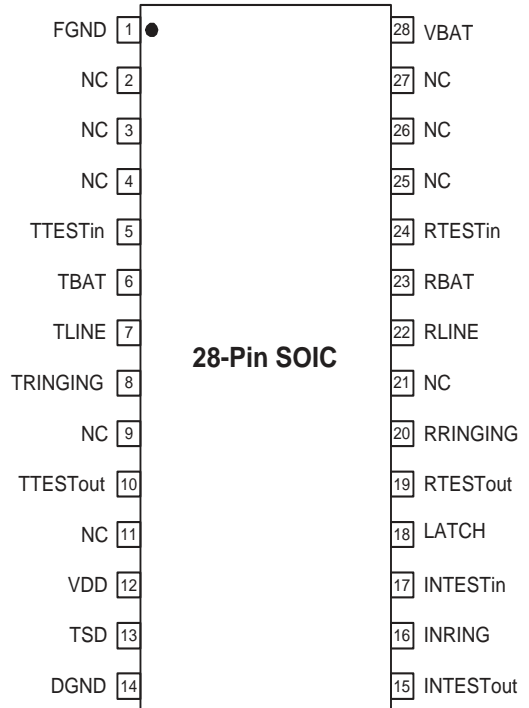 FGND 1 28 VBAT
NC 2 27 NC
NC 3 26 NC
NC 4 25 NC
TTESTin 5 24 RTESTin
TBAT 6 23 RBAT
TLINE 7 22 RLINE
28-Pin SOIC
TRINGING 8 21 NC
NC 9 20 RRINGING
TTESTout 10 19 RTESTout
NC 11 18 LATCH
VDD 12 17 INTESTin
TSD 13 16 INRING
DGND 14 15 INTESTout